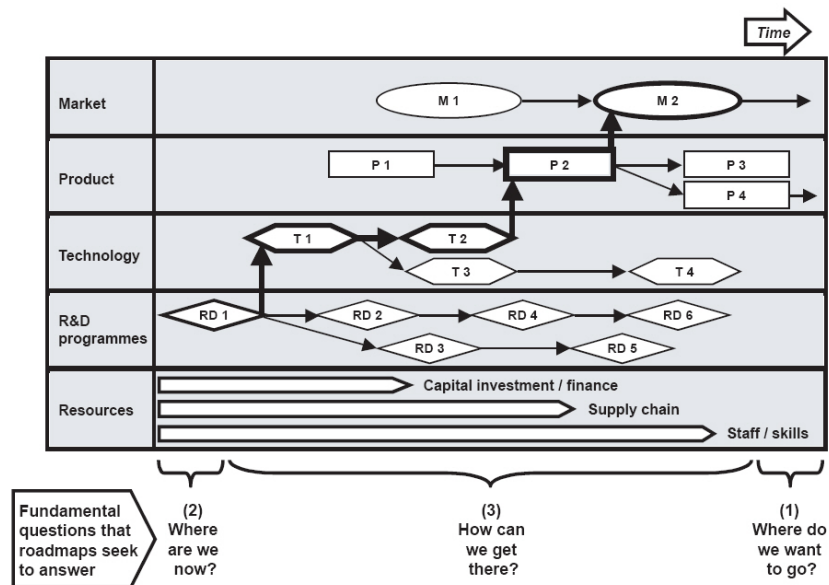 Time
Market
M 1
M 2
Product
P 1
P 2
P 3
P 4
Technology
T 1
T 2
T 3
T 4
R&D
programmes
RD 1
RD 2
RD 4
RD 6
RD 3
RD 5
Resources
Capital investment / finance
Supply chain
Staff / skills
Fundamental
questions that
roadmaps seek
to answer
(2)
Where
are we
now?
(3)
How can
we get
there?
(1)
Where do
we want
to go?